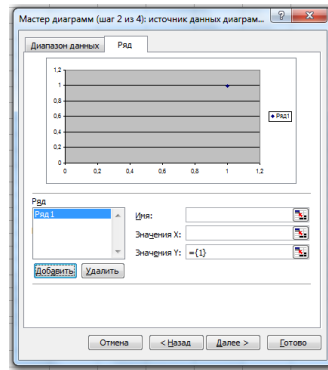 Мастер диаграмм (шаг 2 из 4): источник данных диаграм...
Диапазон данных
Ряд
1,2
1
0,8
0,6
0,4
0,2
0
0 0,2 0,4 0,6 0,8 1 1,2
Ряд1
Ряд
Ряд1
Имя:
Значения X:
Значения Y: ={1}
Добавить Удалить
Отмена < Назад Далее > Готово